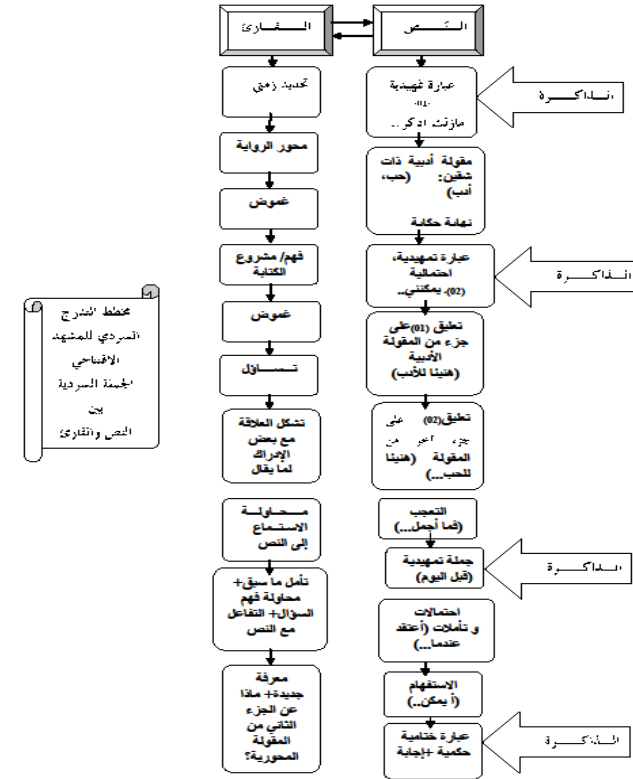 القارئ
النص
تحديد زمني
محور الرواية
غموض
فهم/ مشروع
الكتابة
غموض
تساؤل
تشكل العلاقة
مع بعض
الإدراك
لما يقال
محاولة
الاستماع
إلى النص
تأمل ما سبق+
محاولة فهم
السؤال+ التفاعل
مع النص
معرفة
جديدة+ ماذا
عن الجزء
الثاني من
المقولة
المحورية؟
عبارة تمهيدية
مازلت اذكر..
مقولة أدبية ذات
شقين: (حب،
أدب)
نهاية حكاية
عبارة تمهيدية،
احتمالية
(02). يمكنني..
تعليق (01)على
جزء من المقولة
الأدبية
(هنيئا للأدب)
تعليق(02) على
جزء آخر من
المقولة (هنيئا
للحب...)
التعجب
(فما أجمل...)
جملة تمهيدية
(قبل اليوم)
احتمالات
و تأملات (أعتقد
عندما...)
الاستفهام
(أ يمكن..)
عبارة ختامية
حكمية +إجابة
الذاكرة
الذاكرة
الذاكرة
الذاكرة
مخطط التدرج
السردي للمشهد
الافتتاحي
الجملة السردية
بين
النص والقارئ